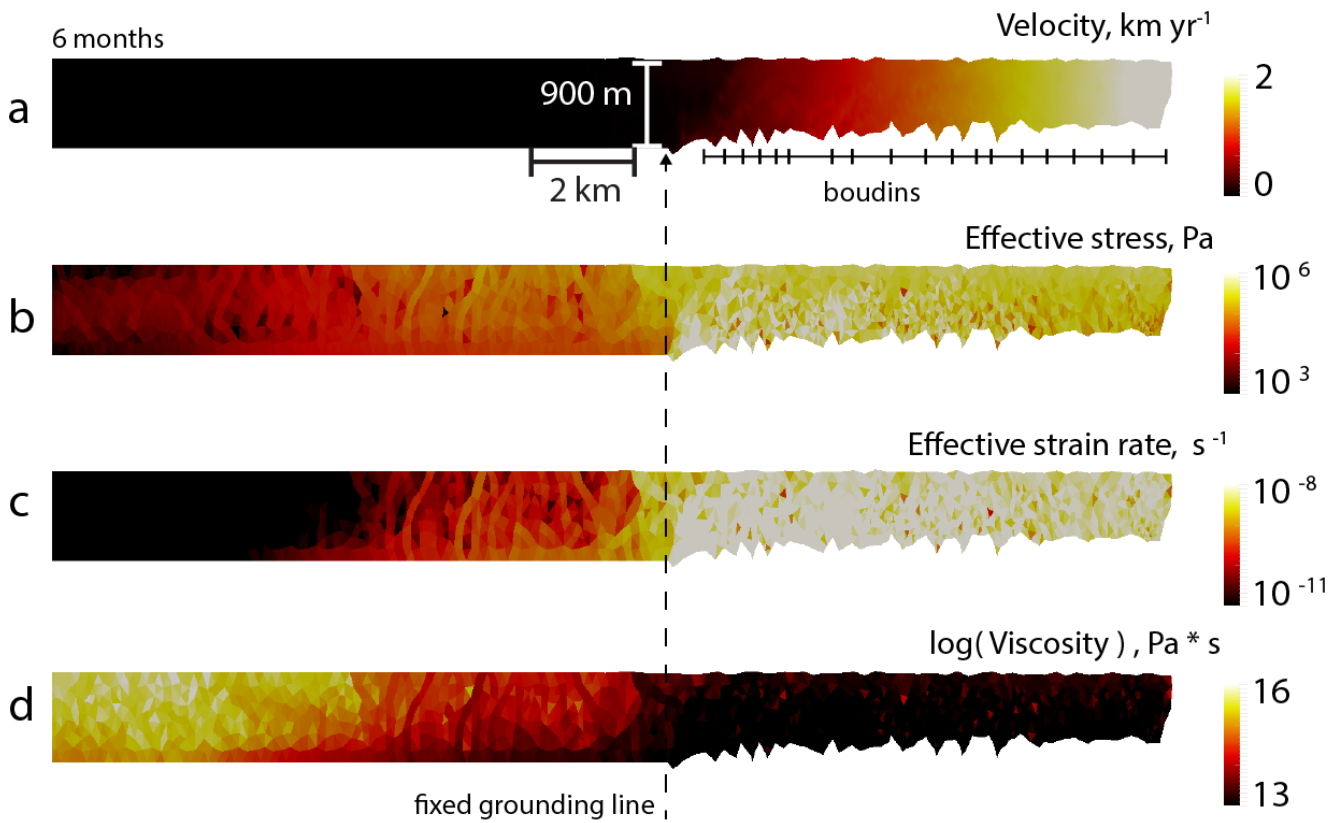 6 months
Velocity, km yr-1
a
900 m
2 km
boudins
2
0
Effective stress, Pa
b
10 6
10 3
Effective strain rate, s -1
c
10 -8
10 -11
log( Viscosity ) , Pa * s
d
16
13
fixed grounding line